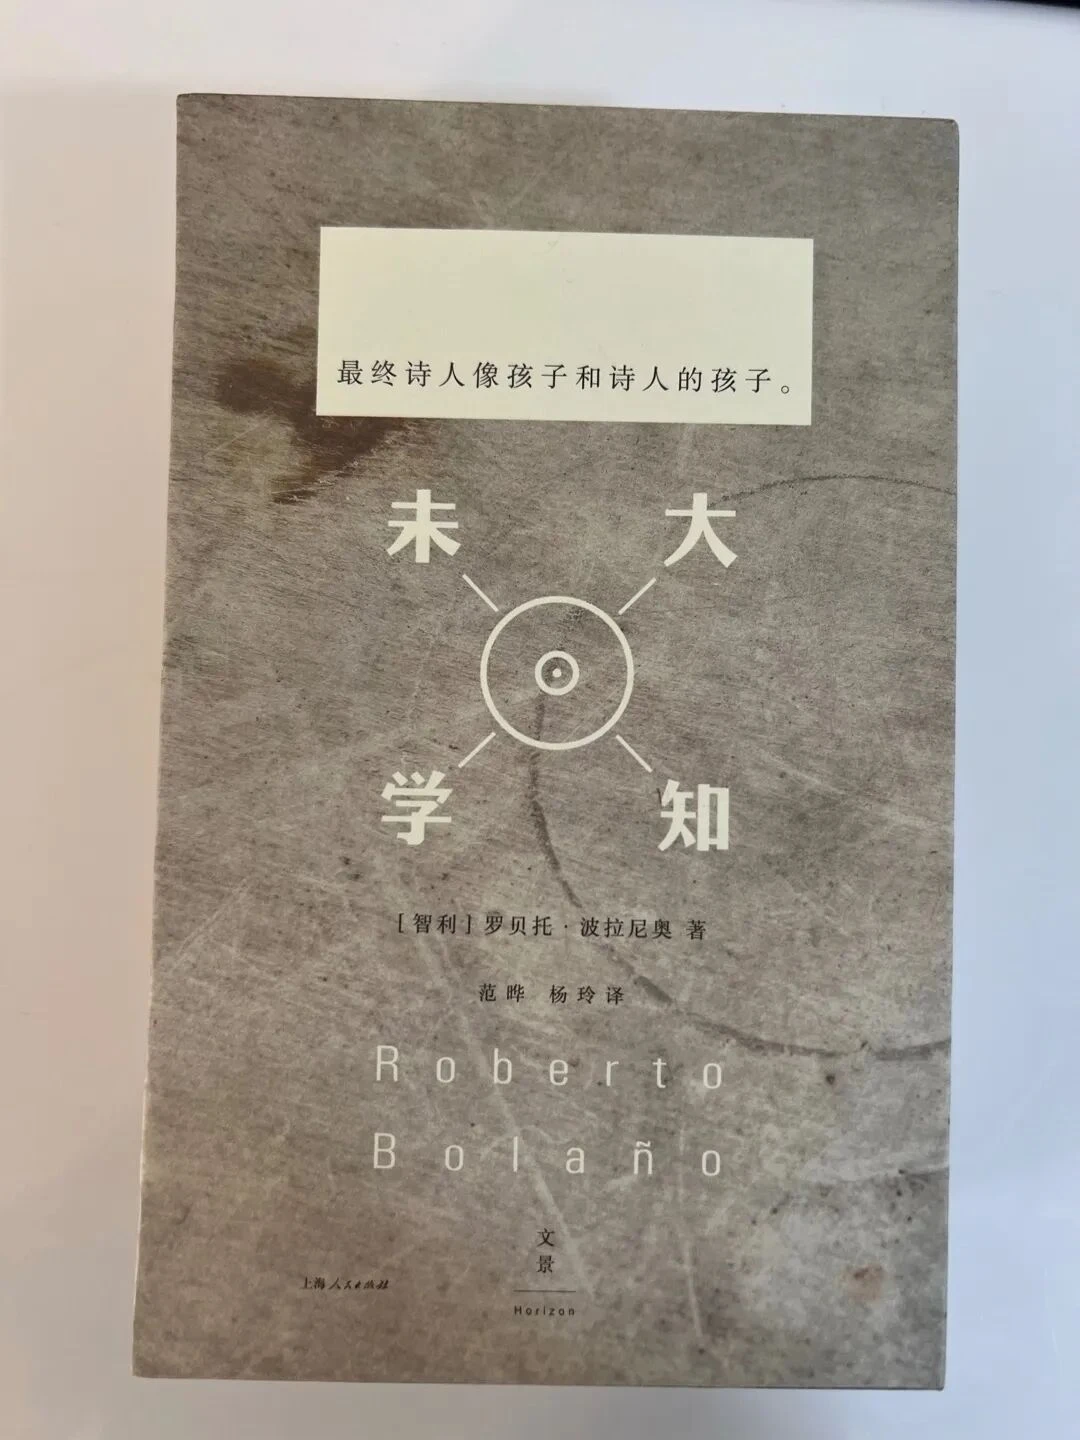 最终诗人像孩子和诗人的孩子。
未 大
学 知
[智利] 罗贝托·波拉尼奥 著
范晔 杨玲 译
Roberto
Bolaño
文
景
上海人民出版社
Horizon